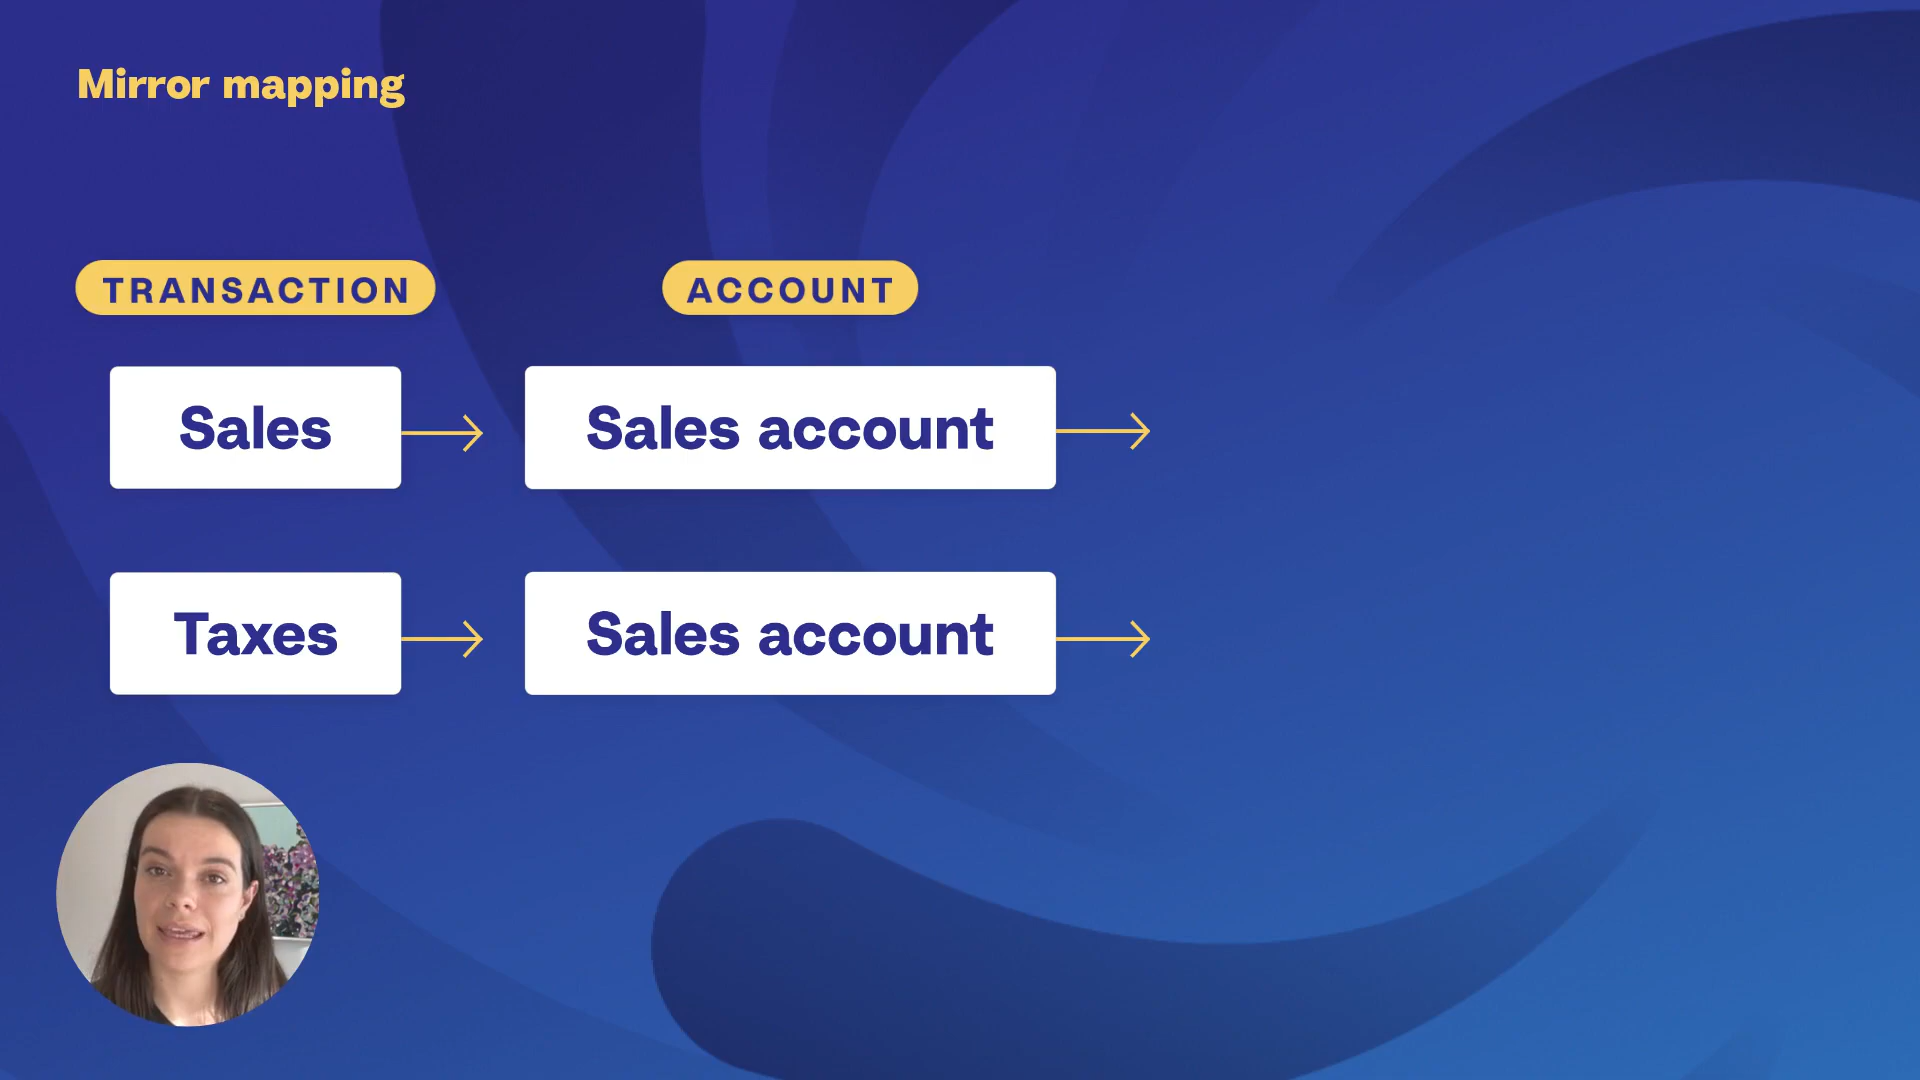 Mirror mapping
TRANSACTION
ACCOUNT
Sales
Sales account
Taxes
Sales account